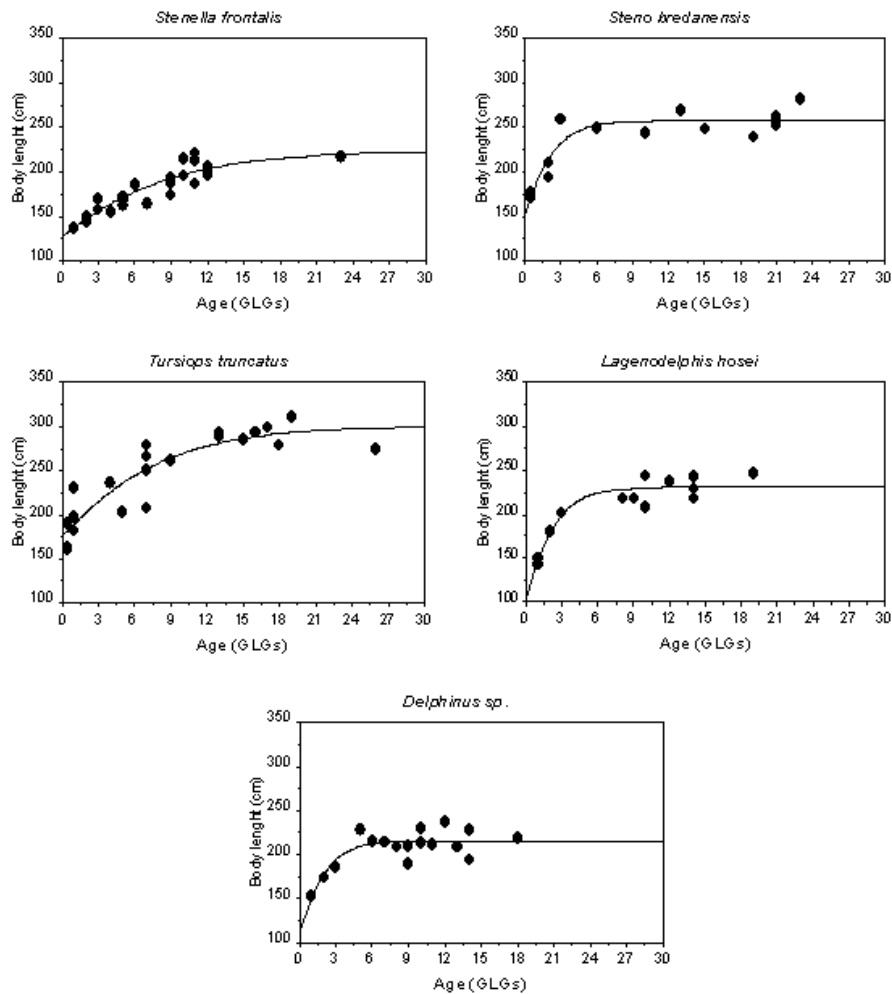 Stenella frontalis
350
300
250
200
150
100
Body lenght (cm)
0 3 6 9 12 15 18 21 24 27 30
Age (GLGs)
Steno bredanensis
350
300
250
200
150
100
Body lenght (cm)
0 3 6 9 12 15 18 21 24 27 30
Age (GLGs)
Tursiops truncatus
350
300
250
200
150
100
Body lenght (cm)
0 3 6 9 12 15 18 21 24 27 30
Age (GLGs)
Lagenodelphis hosei
350
300
250
200
150
100
Body lenght (cm)
0 3 6 9 12 15 18 21 24 27 30
Age (GLGs)
Delphinus sp.
350
300
250
200
150
100
Body lenght (cm)
0 3 6 9 12 15 18 21 24 27 30
Age (GLGs)